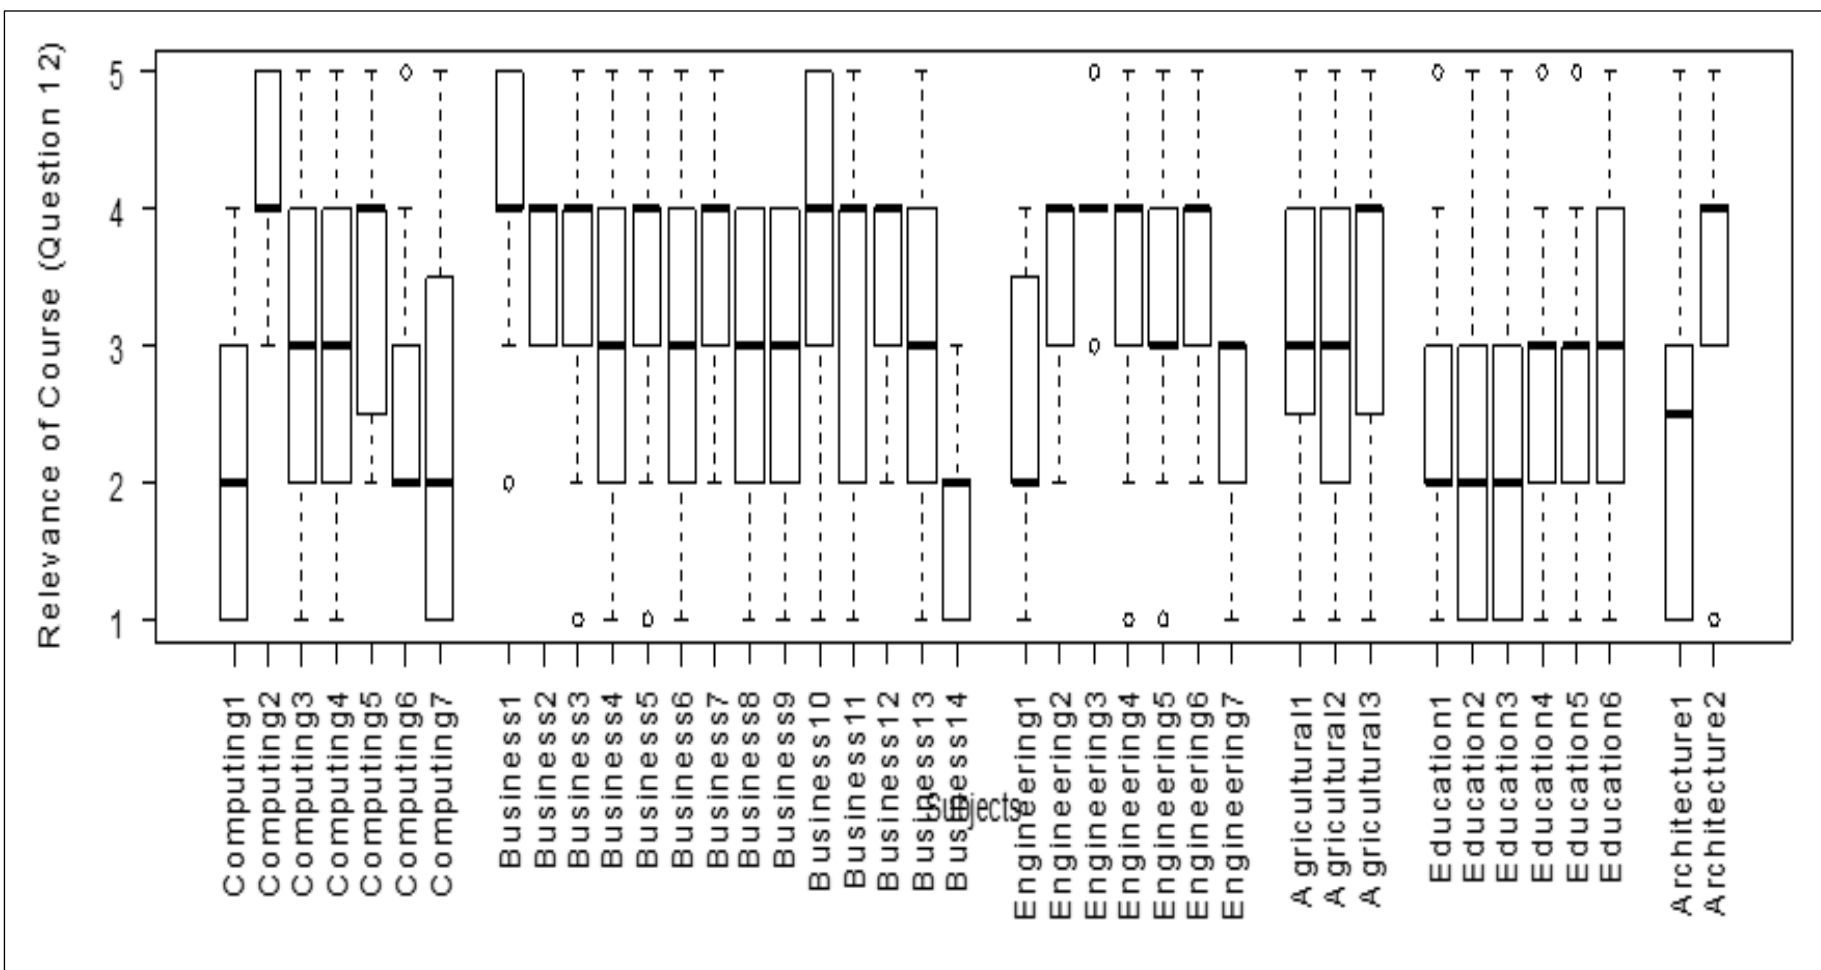 Relevance of Course (Question 12)
5
4
3
2
1
Computing1
Computing2
Computing3
Computing4
Computing5
Computing6
Computing7
Business1
Business2
Business3
Business4
Business5
Business6
Business7
Business8
Business9
Business10
Business11
Business12
Business13
Business14
Engineering1
Engineering2
Engineering3
Engineering4
Engineering5
Engineering6
Engineering7
Agricultural1
Agricultural2
Agricultural3
Education1
Education2
Education3
Education4
Education5
Education6
Architecture1
Architecture2
Subjects